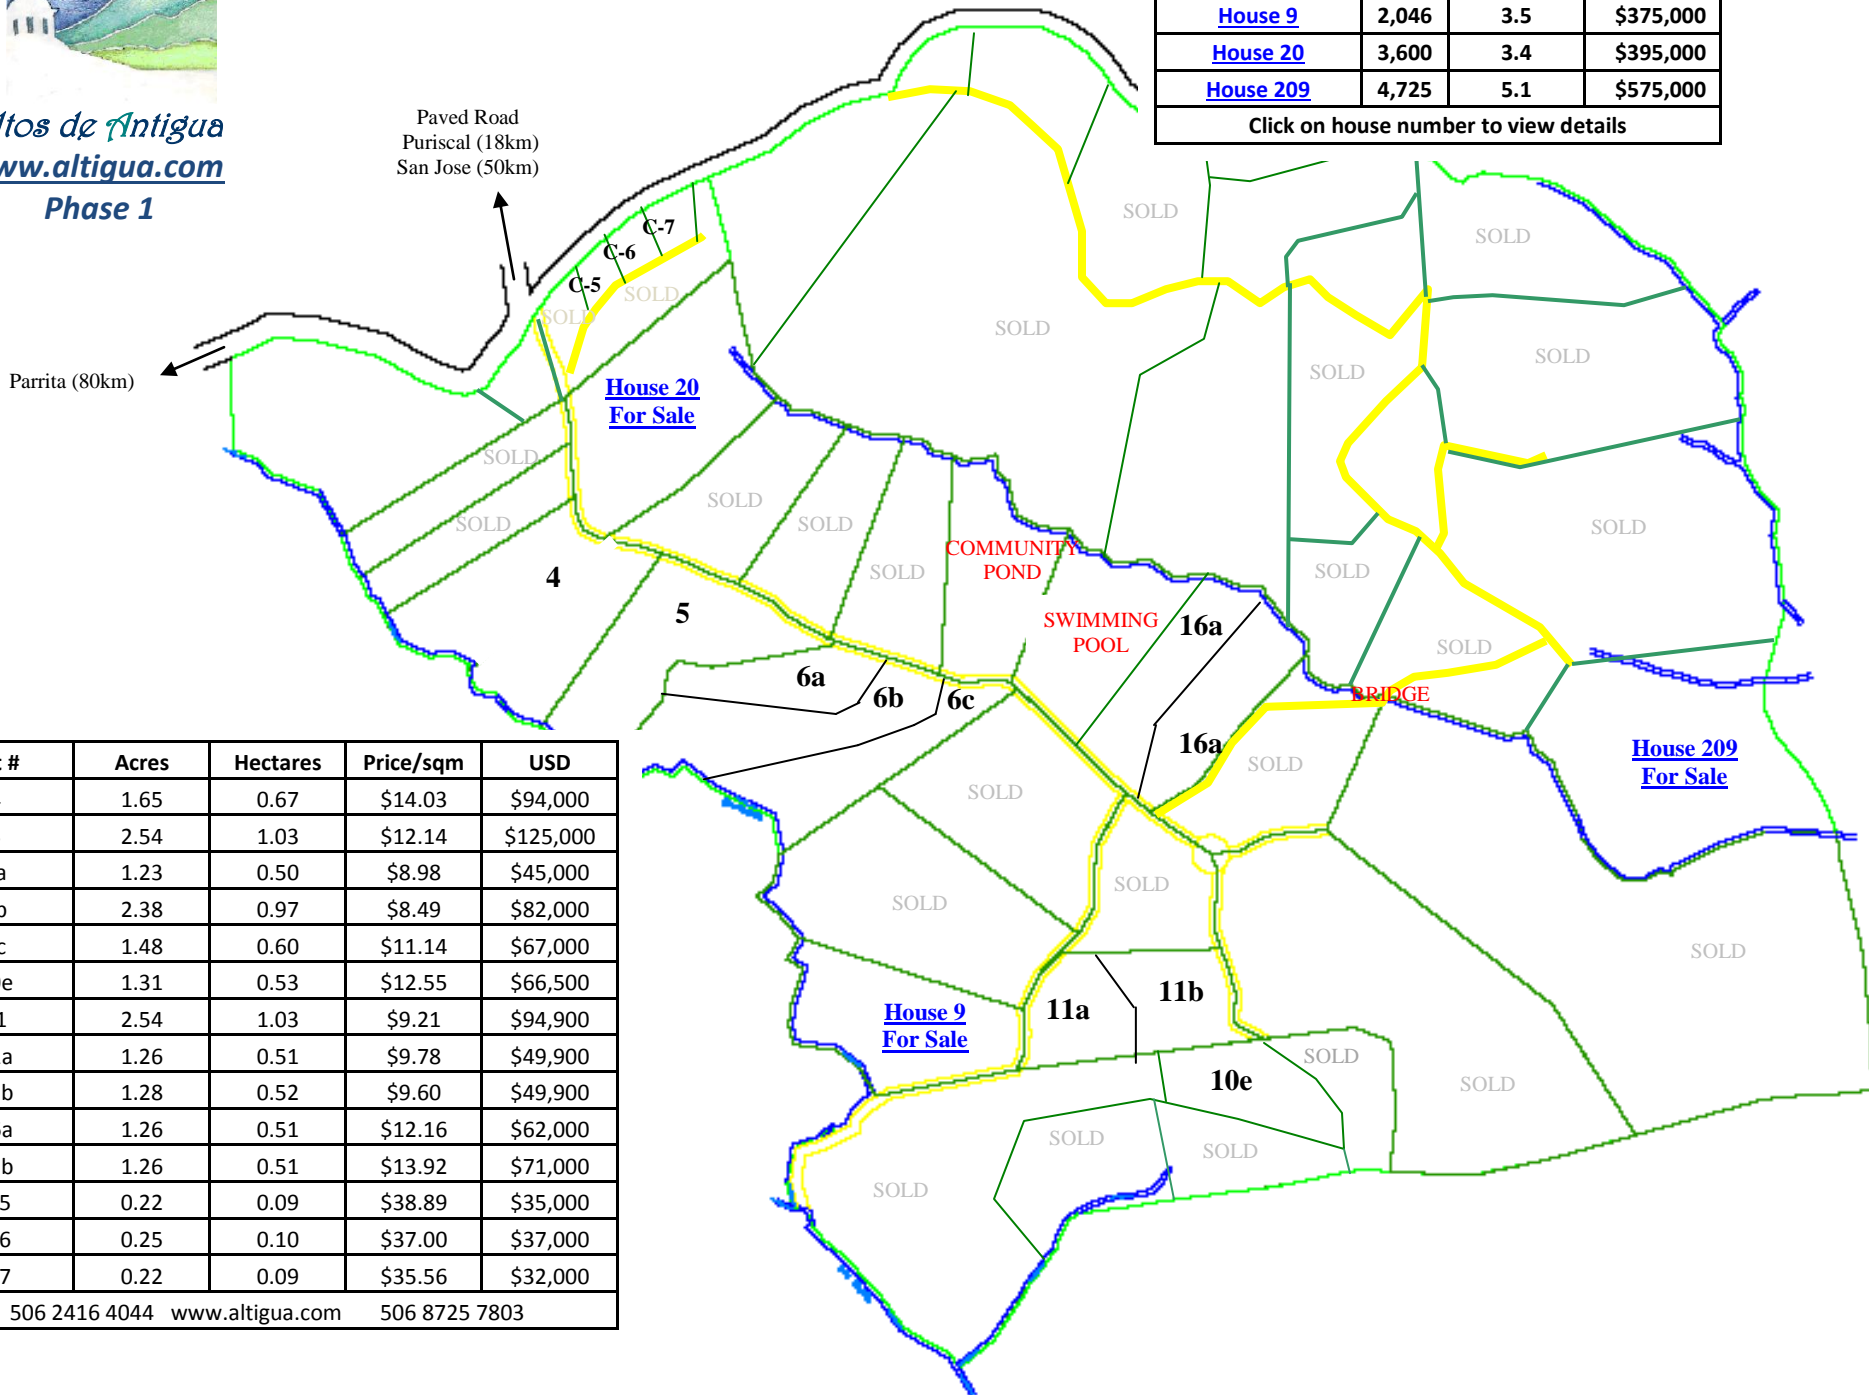 ltos de Antigua
ww.altigua.com
Phase 1
Paved Road
Puriscal (18km)
San Jose (50km)
Parrita (80km)
House 9 2,046 3.5 $375,000
House 20 3,600 3.4 $395,000
House 209 4,725 5.1 $575,000
Click on house number to view details
C-7
C-6
C-5
SOLD
SOLD
SOLD
SOLD
SOLD
SOLD
SOLD
SOLD
House 20
For Sale
SOLD
SOLD
SOLD
SOLD
SOLD
SOLD
SOLD
COMMUNITY
POND
4
5
SWIMMING
POOL
16a
SOLD
6a
6b
6c
BRIDGE
16a
SOLD
House 209
For Sale
SOLD
SOLD
SOLD
SOLD
House 9
For Sale
11a
11b
SOLD
SOLD
10e
SOLD
SOLD
SOLD
t # Acres Hectares Price/sqm USD
1.65 0.67 $14.03 $94,000
2.54 1.03 $12.14 $125,000
a 1.23 0.50 $8.98 $45,000
b 2.38 0.97 $8.49 $82,000
c 1.48 0.60 $11.14 $67,000
e 1.31 0.53 $12.55 $66,500
1 2.54 1.03 $9.21 $94,900
a 1.26 0.51 $9.78 $49,900
b 1.28 0.52 $9.60 $49,900
a 1.26 0.51 $12.16 $62,000
b 1.26 0.51 $13.92 $71,000
5 0.22 0.09 $38.89 $35,000
6 0.25 0.10 $37.00 $37,000
7 0.22 0.09 $35.56 $32,000
506 2416 4044 www.altigua.com 506 8725 7803